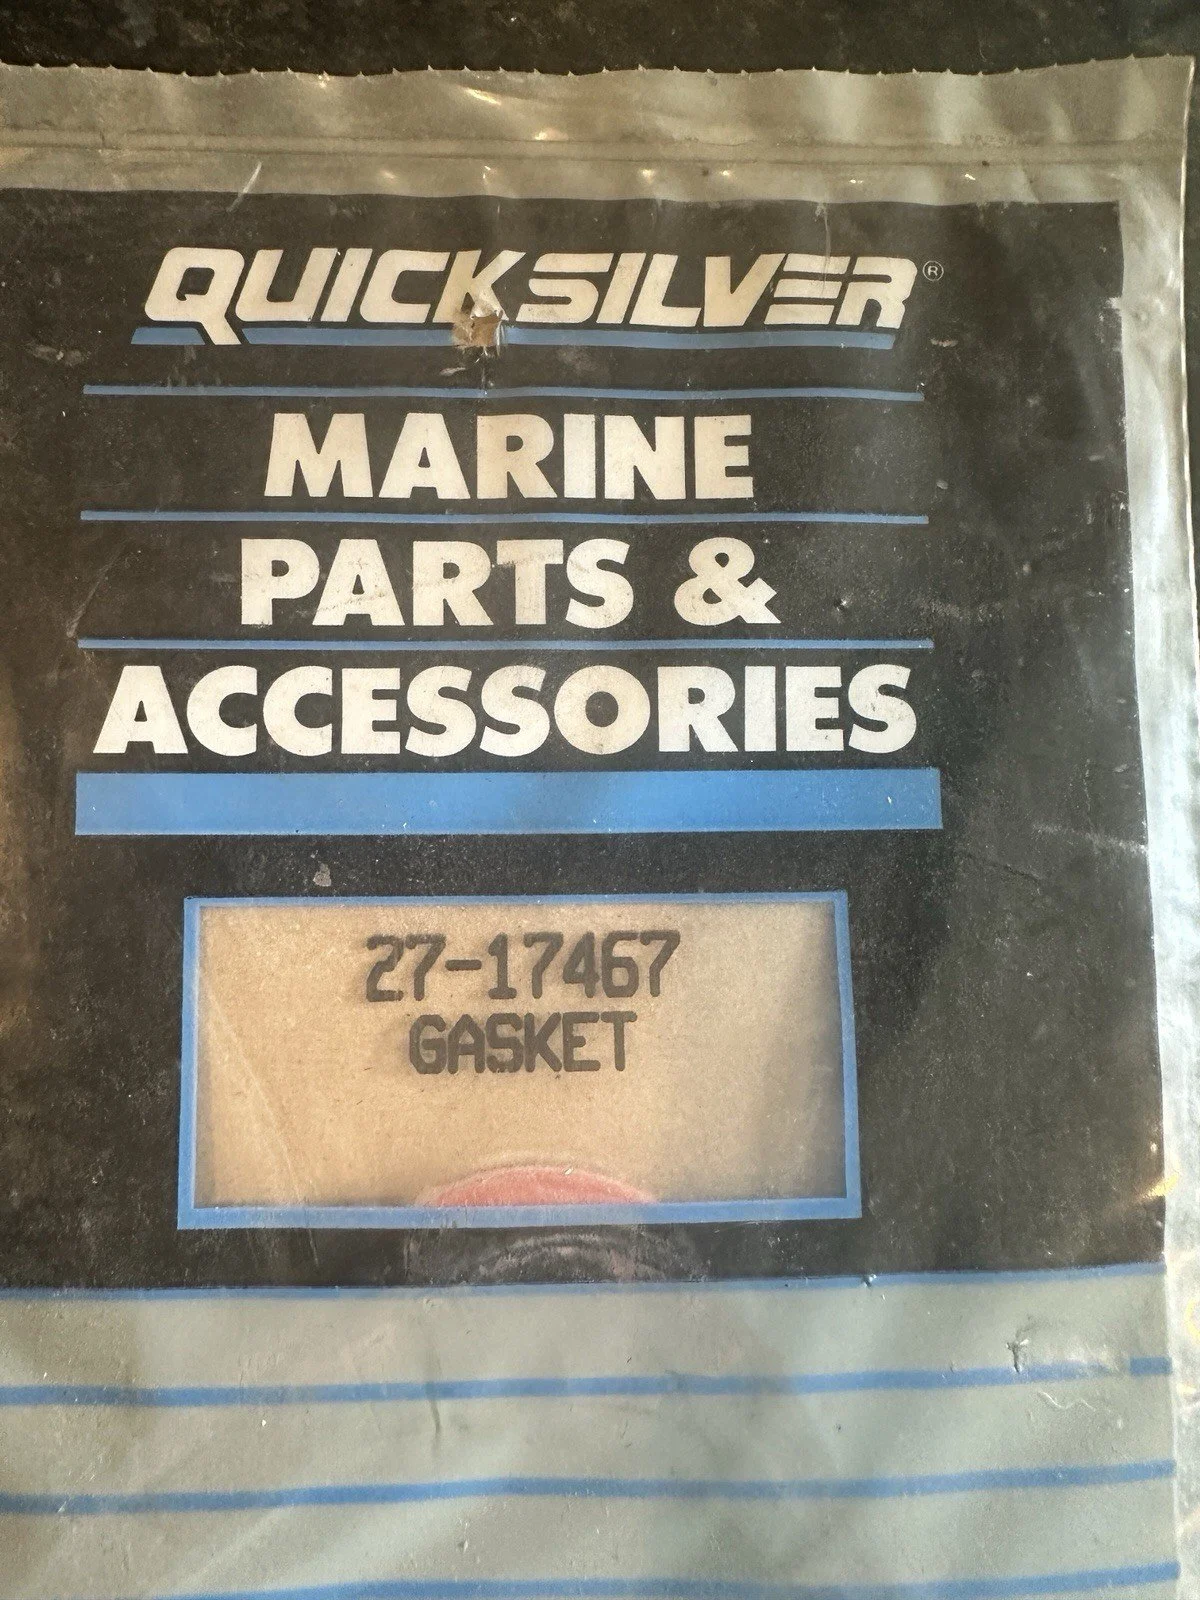 QUICKSILVER®
MARINE
PARTS &
ACCESSORIES
27-17467
GASKET